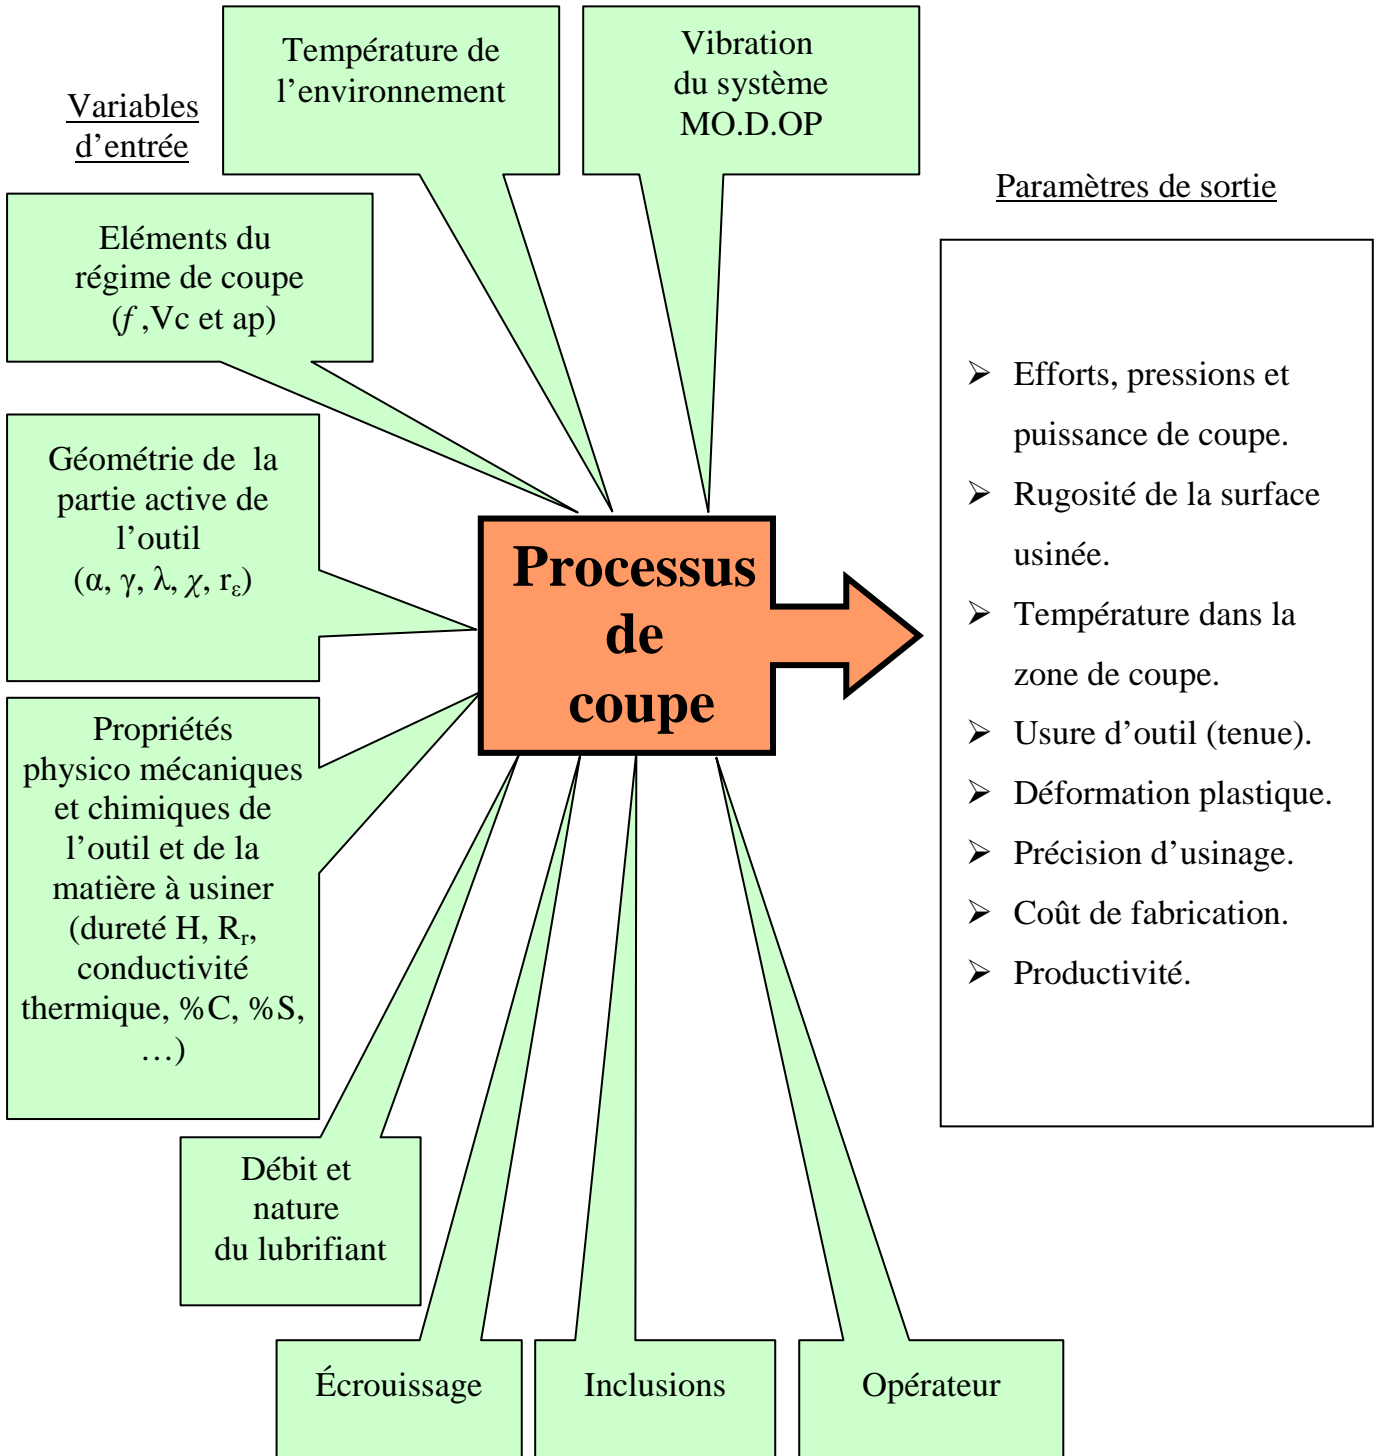 Variables
d’entrée
Température de
l’environnement
Vibration
du système
MO.D.OP
Eléments du
régime de coupe
(f ,Vc et ap)
Géométrie de la
partie active de
l’outil
(α, γ, λ, χ, rε)
Propriétés
physico mécaniques
et chimiques de
l’outil et de la
matière à usiner
(dureté H, Rr,
conductivité
thermique, %C, %S,
…)
Débit et
nature
du lubrifiant
Écrouissage
Inclusions
Opérateur
Processus
de
coupe
Paramètres de sortie
➢ Efforts, pressions et
puissance de coupe.
➢ Rugosité de la surface
usinée.
➢ Température dans la
zone de coupe.
➢ Usure d’outil (tenue).
➢ Déformation plastique.
➢ Précision d’usinage.
➢ Coût de fabrication.
➢ Productivité.